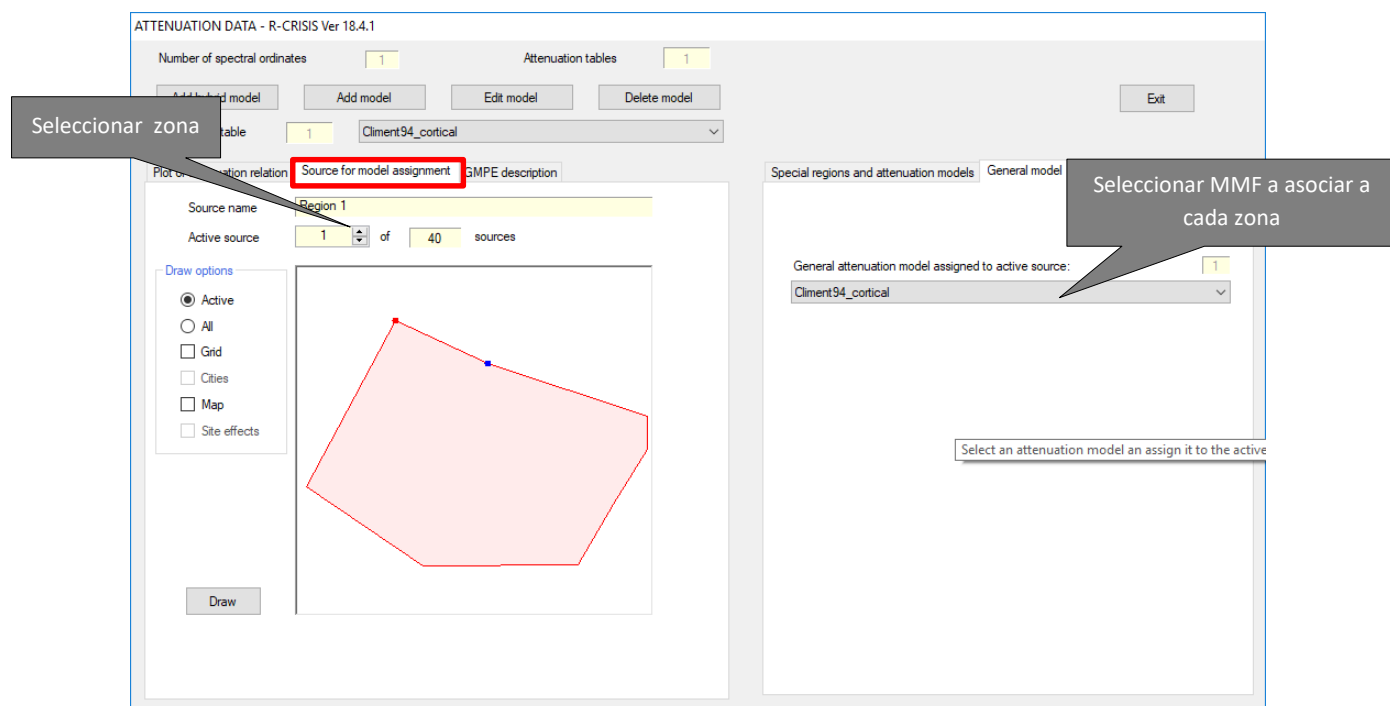 ATTENUATION DATA - R-CRISIS Ver 18.4.1
Number of spectral ordinates 1 Attenuation tables 1
model Add model Edit model Delete model Exit
Seleccionar zona
table 1 Climent94_cortical
relation Source for model assignment GMPE description
Special regions and attenuation models General model
Seleccionar MMF a asociar a
cada zona
Source name Region 1
Active source 1 of 40 sources
Draw options
Active
All
Grid
Cities
Map
Site effects
Draw
General attenuation model assigned to active source: 1
Climent94_cortical
Select an attenuation model an assign it to the active